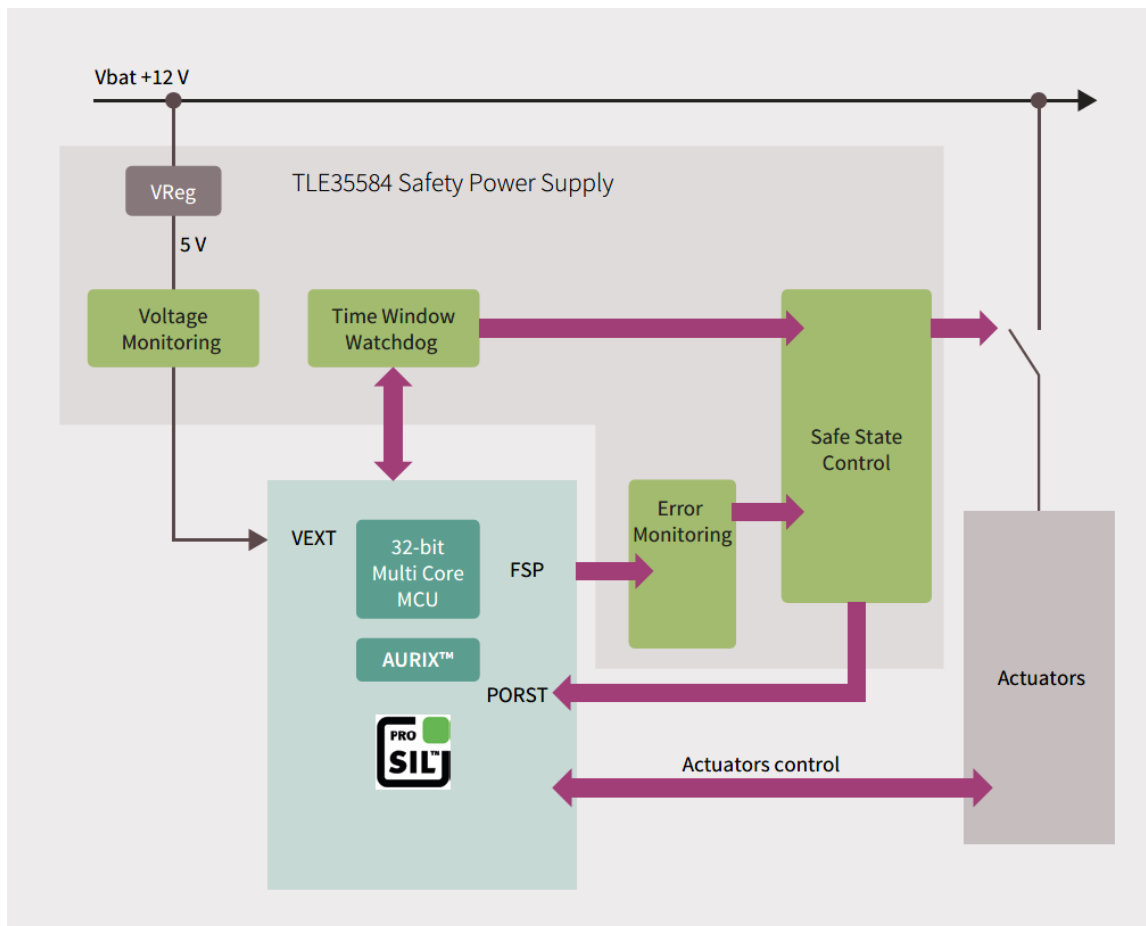 Vbat +12 V
TLE35584 Safety Power Supply
VReg
5 V
Voltage
Monitoring
Time Window
Watchdog
Safe State
Control
Error
Monitoring
VEXT
32-bit
Multi Core
MCU
FSP
AURIX™
PORST
PRO
SIL™
Actuators control
Actuators